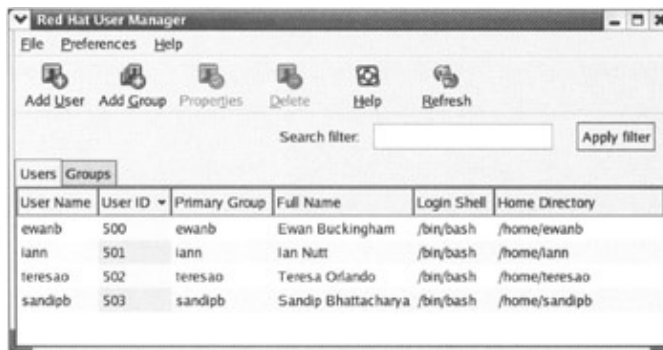 Red Hat User Manager
File Preferences Help
Add User Add Group Properties Delete Help Refresh
Search filter: Apply filter
Users Groups
User Name User ID Primary Group Full Name Login Shell Home Directory
ewanb 500 ewanb Ewan Buckingham /bin/bash /home/ewanb
iann 501 iann Ian Nutt /bin/bash /home/iann
teresao 502 teresao Teresa Orlando /bin/bash /home/teresao
sandipb 503 sandipb Sandip Bhattacharya /bin/bash /home/sandipb